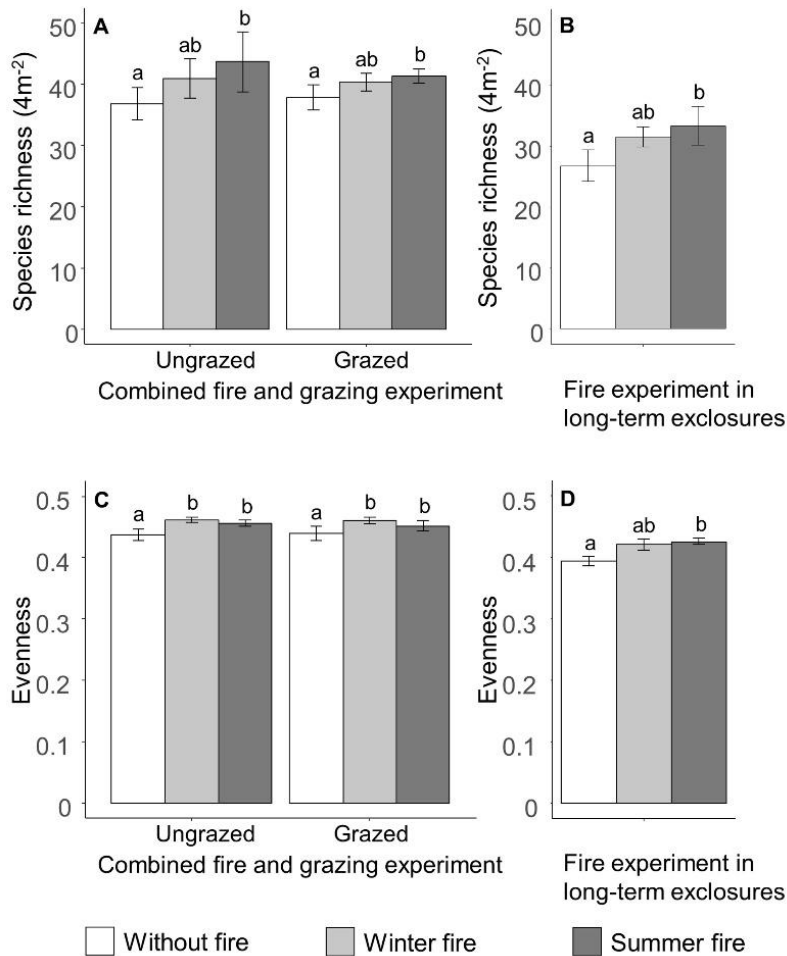 A
B
50
40
30
20
10
0
Species richness (4m⁻²)
a ab b
a ab b
Ungrazed Grazed
Combined fire and grazing experiment
50
40
30
20
10
0
Species richness (4m⁻²)
a ab b
Fire experiment in
long-term exclosures
C
D
0.5
0.4
0.3
0.2
0.1
0
Evenness
a b b
a b b
Ungrazed Grazed
Combined fire and grazing experiment
0.5
0.4
0.3
0.2
0.1
0
Evenness
a ab b
Fire experiment in
long-term exclosures
Without fire Winter fire Summer fire